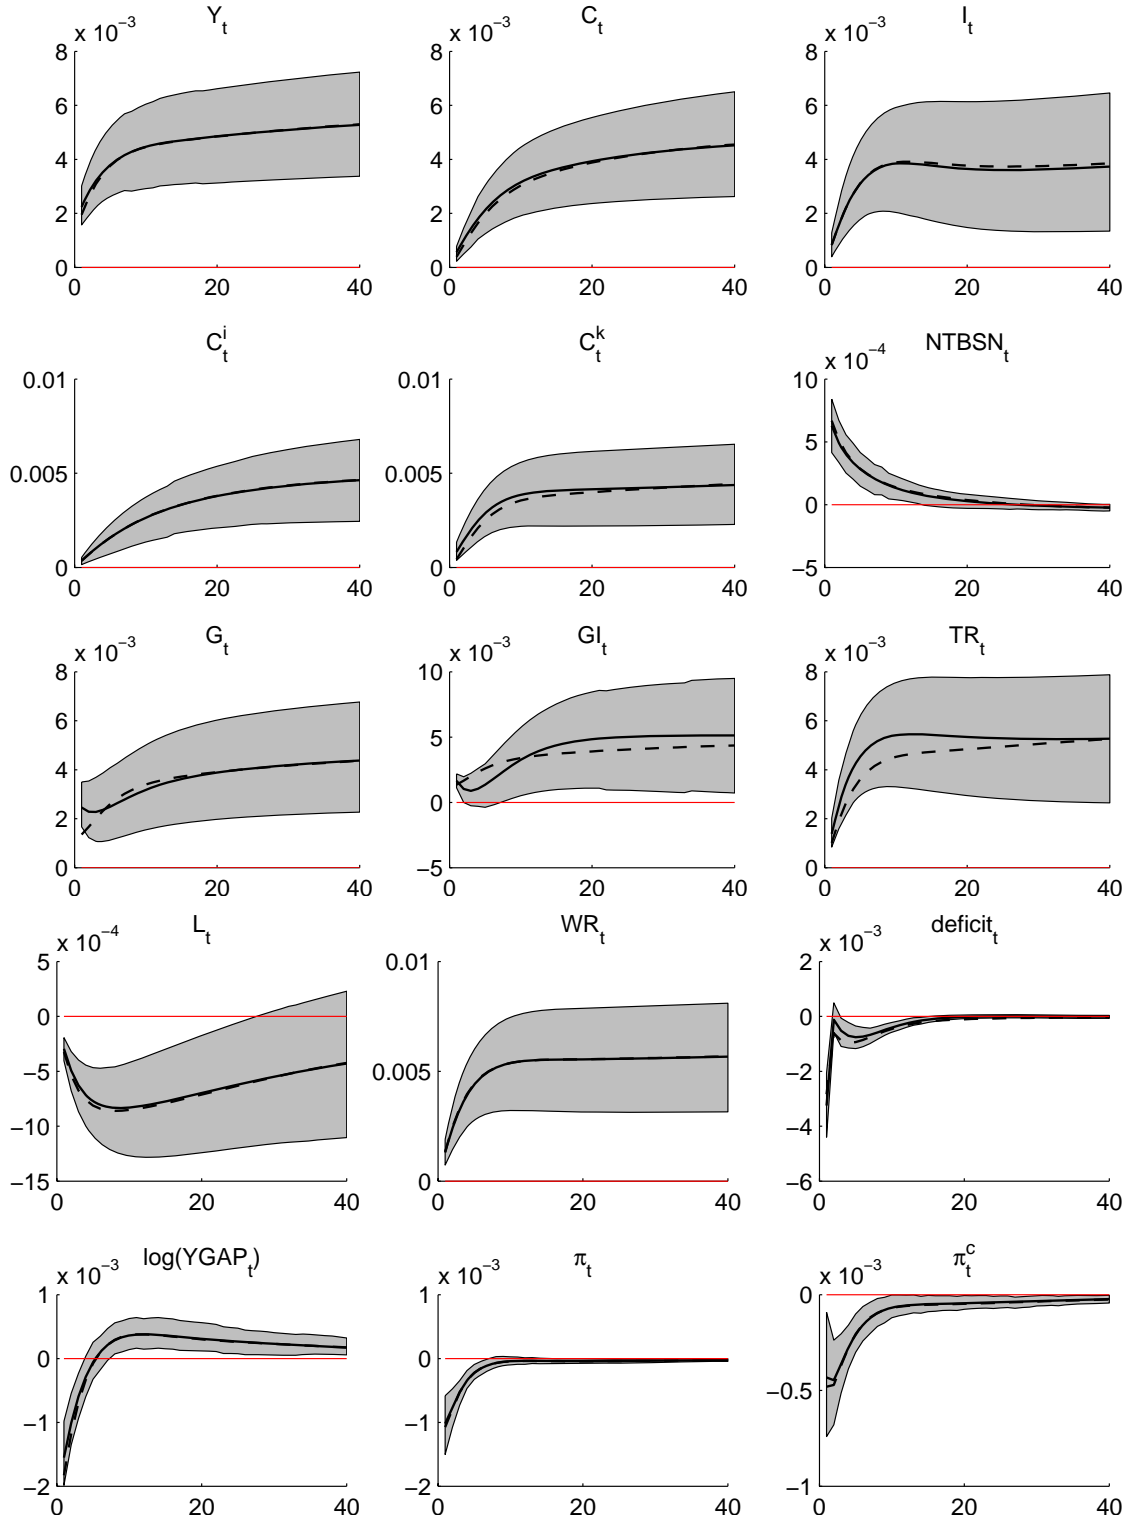 Y_t C_t I_t
x 10^−3 x 10^−3 x 10^−3
8 8 8
6 6 6
4 4 4
2 2 2
0 0 0
0 20 40 0 20 40 0 20 40
C_t^i C_t^k NTBSN_t
x 10^−4
0.01 0.01 10
5
0.005 0.005
0
0 0 −5
0 20 40 0 20 40 0 20 40
G_t GI_t TR_t
x 10^−3 x 10^−3 x 10^−3
8 10 8
6 6
5
4 4
0
2 2
0 −5 0
0 20 40 0 20 40 0 20 40
L_t WR_t deficit_t
x 10^−4 x 10^−3
5 0.01 2
0 0
−5 0.005 −2
−10 −4
−15 0 −6
0 20 40 0 20 40 0 20 40
log(YGAP_t) π_t π_t^c
x 10^−3 x 10^−3 x 10^−3
1 1 0
0 0
−0.5
−1 −1
−2 −2 −1
0 20 40 0 20 40 0 20 40